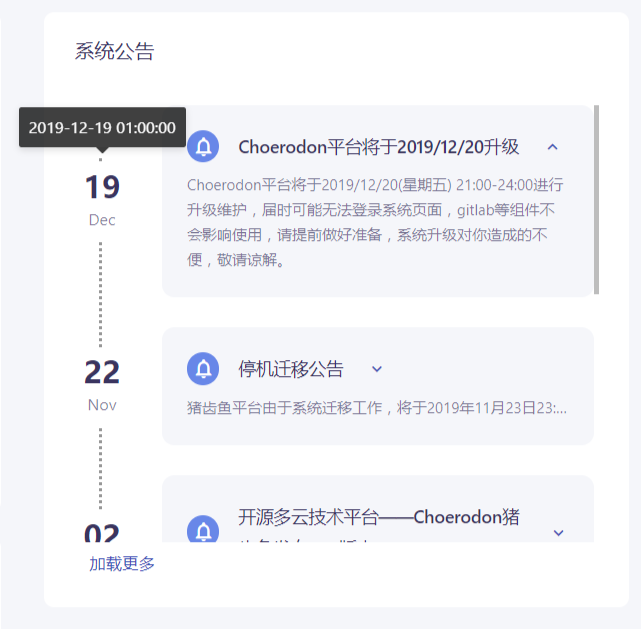 系统公告
2019-12-19 01:00:00
Choerodon平台将于2019/12/20升级
19
Dec
Choerodon平台将于2019/12/20(星期五) 21:00-24:00进行
升级维护，届时可能无法登录系统页面，gitlab等组件不
会影响使用，请提前做好准备，系统升级对你造成的不
便，敬请谅解。
22
Nov
停机迁移公告
猪齿鱼平台由于系统迁移工作，将于2019年11月23日23:...
02
开源多云技术平台——Choerodon猪
加载更多